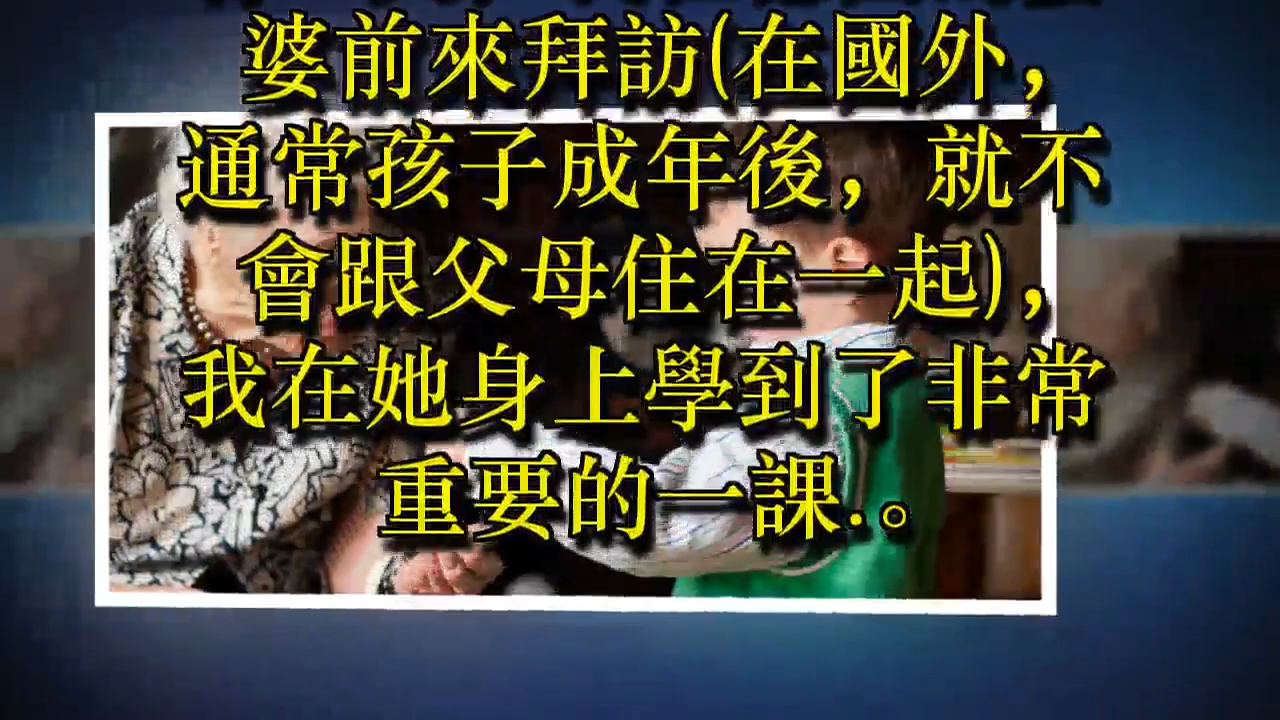 婆前來拜訪(在國外，
通常孩子成年後，就不
會跟父母住在一起)，
我在她身上學到了非常
重要的一課.。